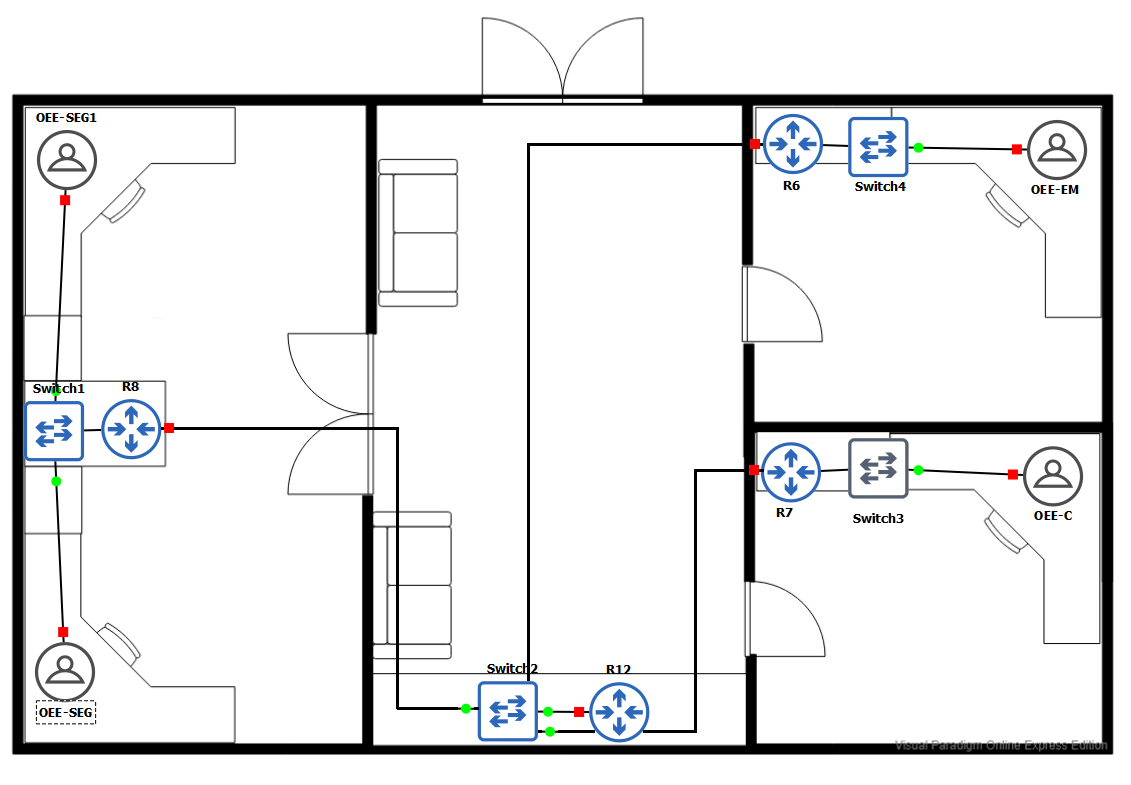 OEE-SEG1
R6
Switch4
OEE-EM
Switch1
R8
R7
Switch3
OEE-C
Switch2
R12
OEE-SEG
Visual Paradigm Online Express Edition